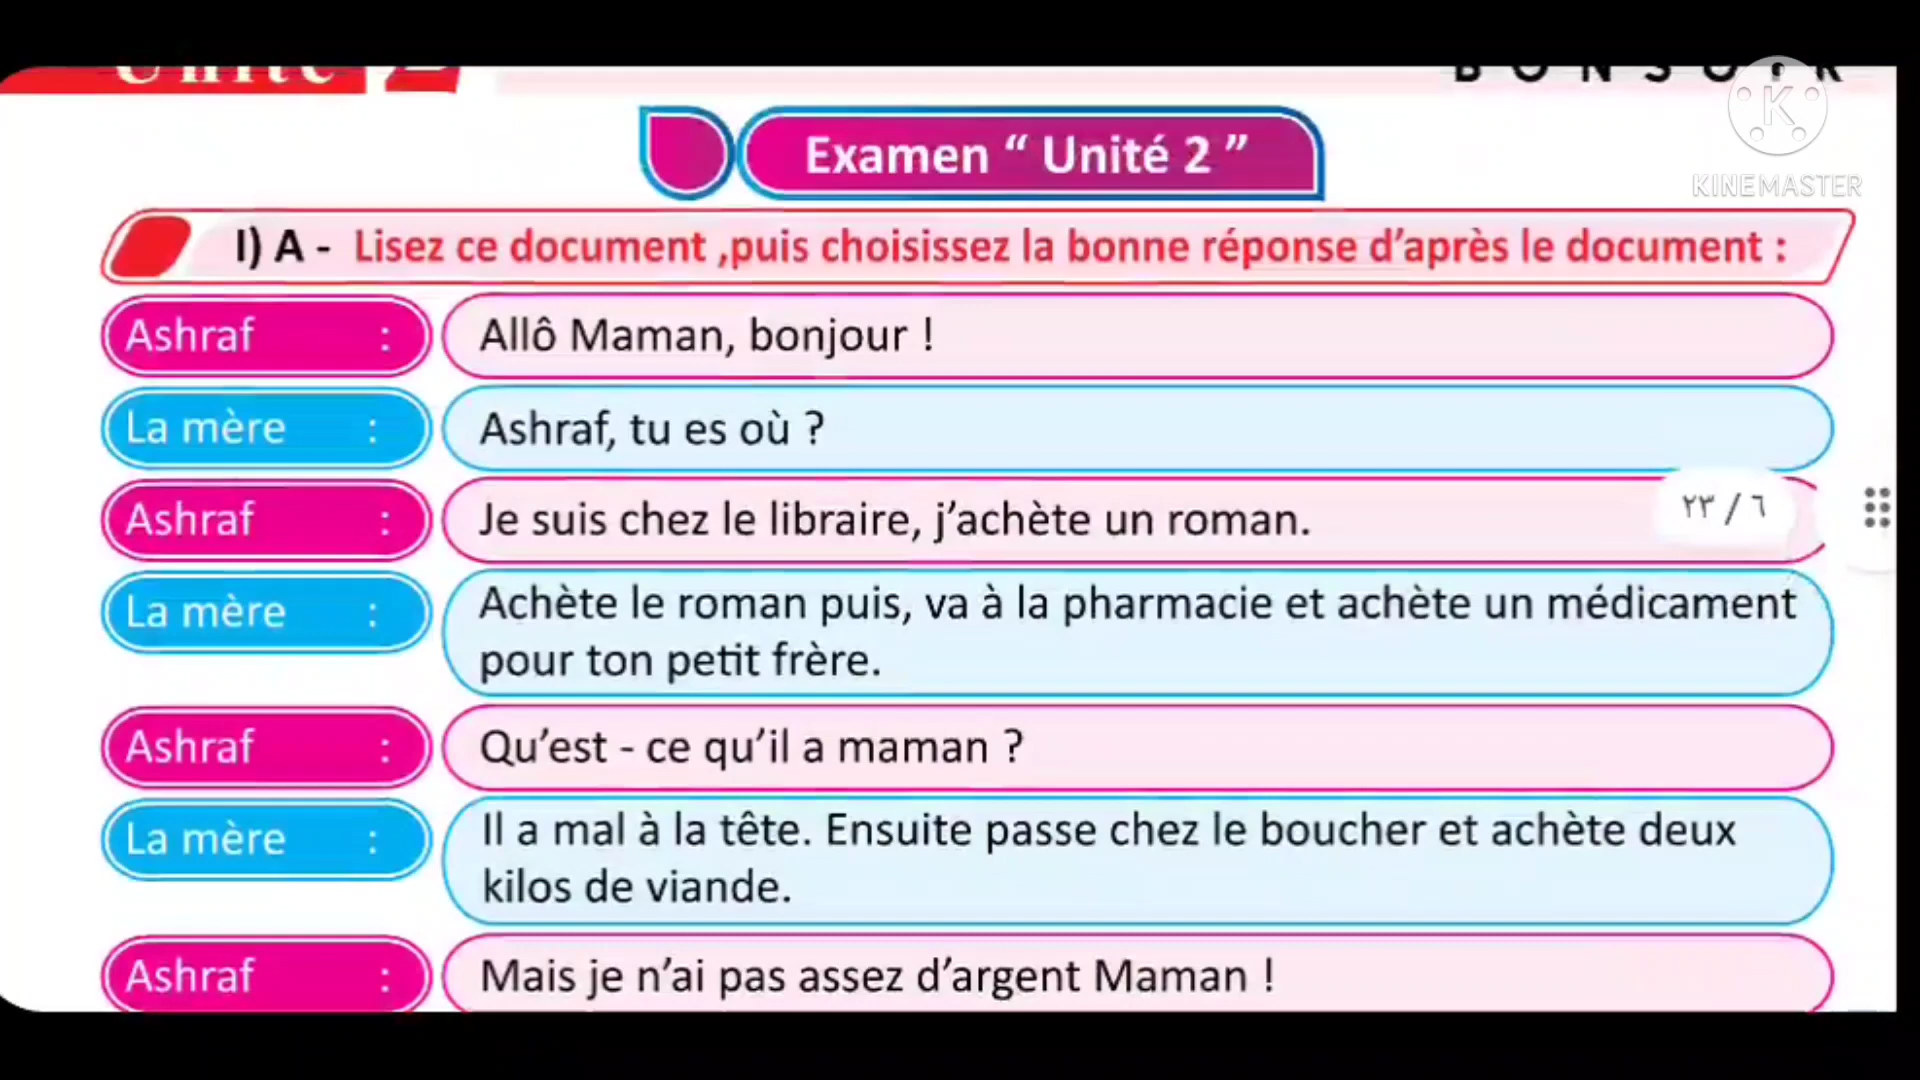 Unité 2
BONSOIR
Examen “ Unité 2 ”
KINEMASTER
I) A - Lisez ce document ,puis choisissez la bonne réponse d’après le document :
Ashraf : Allô Maman, bonjour !
La mère : Ashraf, tu es où ?
Ashraf : Je suis chez le libraire, j’achète un roman.
٢٣ / ٦
La mère : Achète le roman puis, va à la pharmacie et achète un médicament
pour ton petit frère.
Ashraf : Qu’est - ce qu’il a maman ?
La mère : Il a mal à la tête. Ensuite passe chez le boucher et achète deux
kilos de viande.
Ashraf : Mais je n’ai pas assez d’argent Maman !